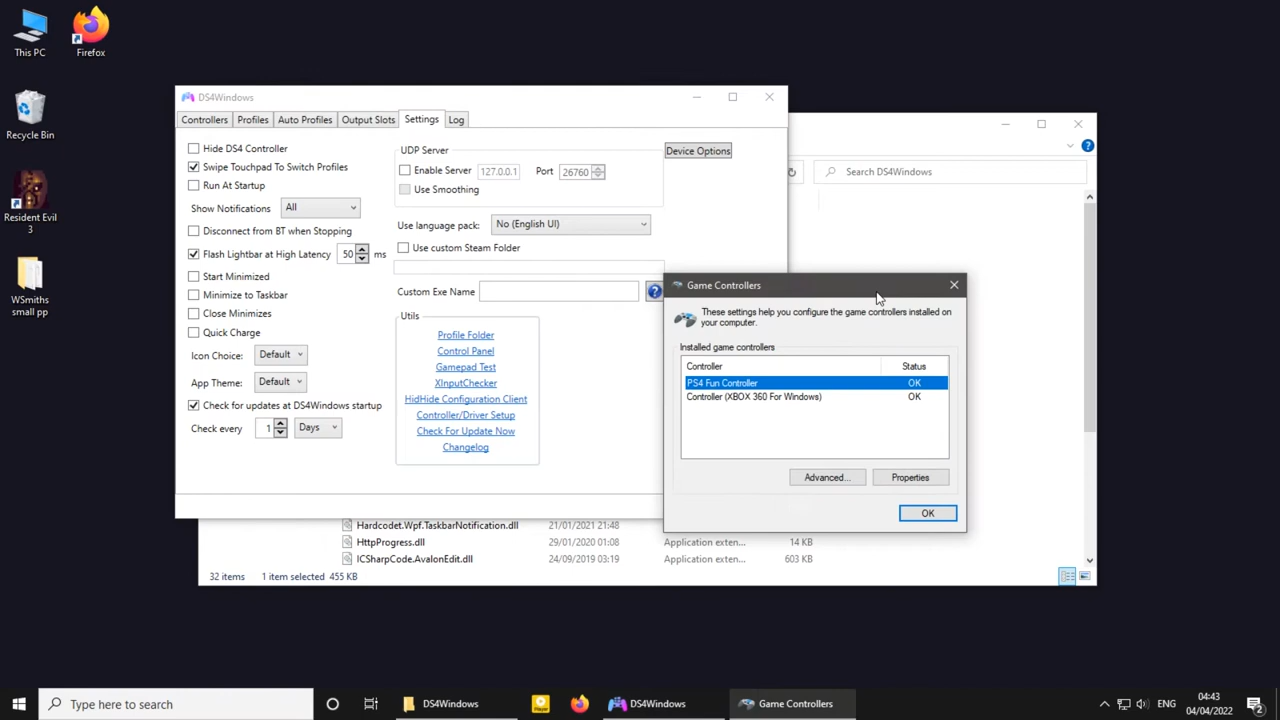 This PC
Firefox
Recycle Bin
Resident Evil
3
WSmiths
small pp
DS4Windows
Controllers
Profiles
Auto Profiles
Output Slots
Settings
Log
Hide DS4 Controller
Swipe Touchpad To Switch Profiles
Run At Startup
Show Notifications
All
Disconnect from BT when Stopping
Flash Lightbar at High Latency
50
ms
Start Minimized
Minimize to Taskbar
Close Minimizes
Quick Charge
Icon Choice:
Default
App Theme:
Default
Check for updates at DS4Windows startup
Check every
1
Days
UDP Server
Enable Server
127.0.0.1
Port
26760
Use Smoothing
Use language pack:
No (English UI)
Use custom Steam Folder
Custom Exe Name
Utils
Profile Folder
Control Panel
Gamepad Test
XInputChecker
HidHide Configuration Client
Controller/Driver Setup
Check For Update Now
Changelog
Device Options
Search DS4Windows
Game Controllers
These settings help you configure the game controllers installed on
your computer.
Installed game controllers
Controller
Status
PS4 Fun Controller
OK
Controller (XBOX 360 For Windows)
OK
Advanced...
Properties
OK
Hardcodet.Wpf.TaskbarNotification.dll
21/01/2021 21:48
HttpProgress.dll
29/01/2020 01:08
Application exten...
14 KB
ICSharpCode.AvalonEdit.dll
24/09/2019 03:19
Application exten...
603 KB
32 items
1 item selected 455 KB
Type here to search
DS4Windows
DS4Windows
Game Controllers
ENG
04:43
04/04/2022
2